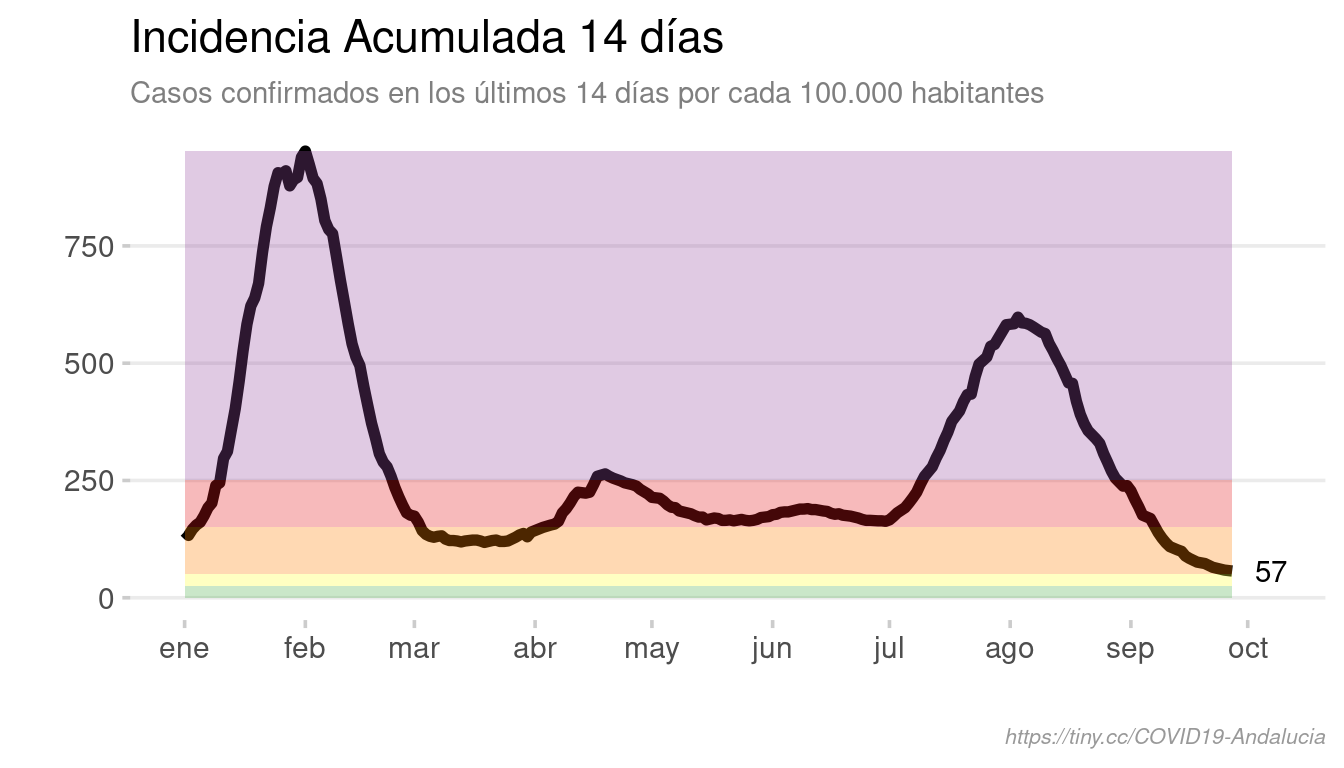 Incidencia Acumulada 14 días
Casos confirmados en los últimos 14 días por cada 100.000 habitantes
750
500
250
0
57
ene feb mar abr may jun jul ago sep oct
https://tiny.cc/COVID19-Andalucia